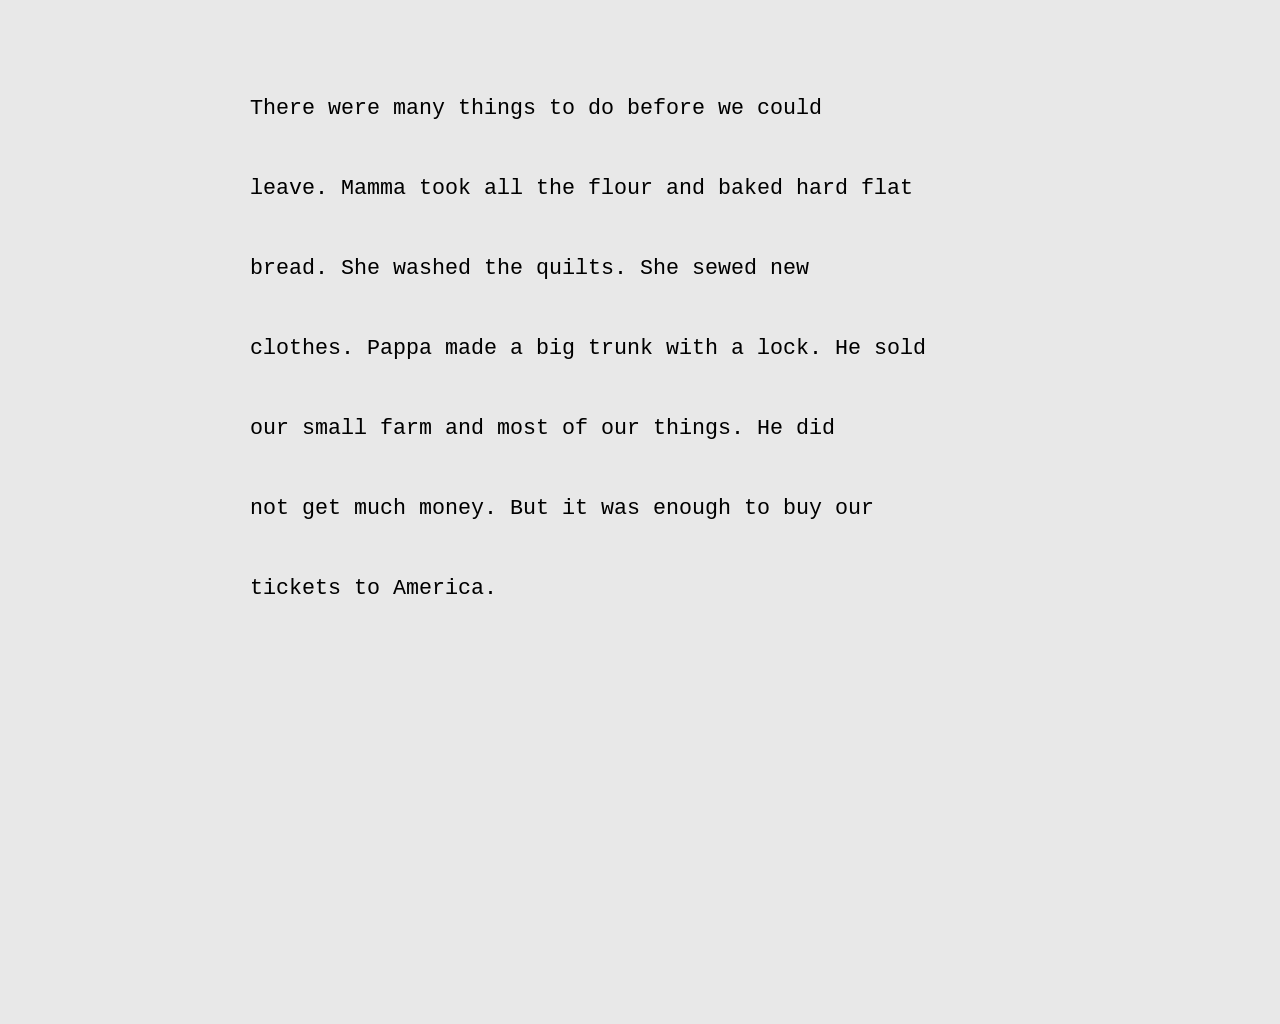 There were many things to do before we could
leave. Mamma took all the flour and baked hard flat
bread. She washed the quilts. She sewed new
clothes. Pappa made a big trunk with a lock. He sold
our small farm and most of our things. He did
not get much money. But it was enough to buy our
tickets to America.